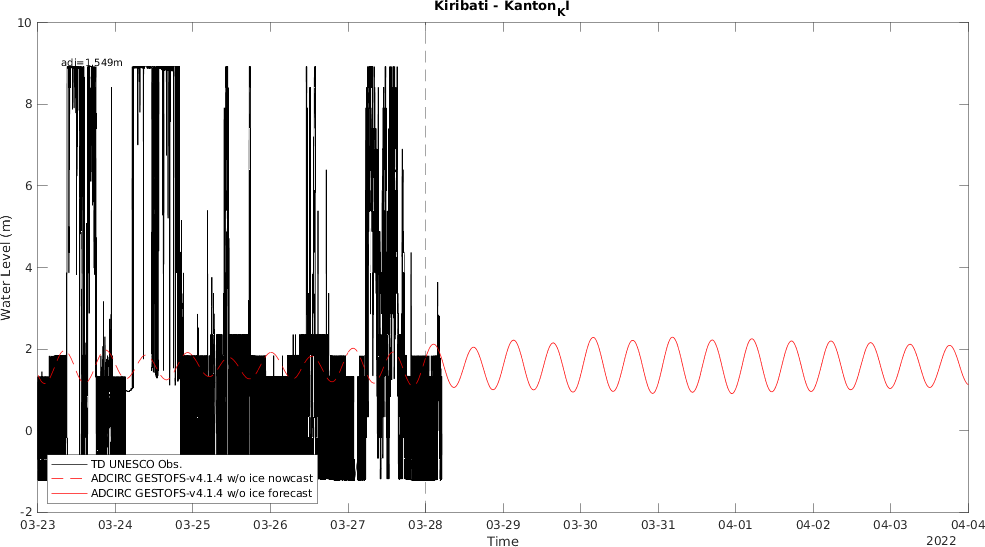 Kiribati - Kanton_KI
adj=1.549m
10
8
6
4
2
0
-2
Water Level (m)
TD UNESCO Obs.
ADCIRC GESTOFS-v4.1.4 w/o ice nowcast
ADCIRC GESTOFS-v4.1.4 w/o ice forecast
03-23 03-24 03-25 03-26 03-27 03-28 03-29 03-30 03-31 04-01 04-02 04-03 04-04
Time
2022